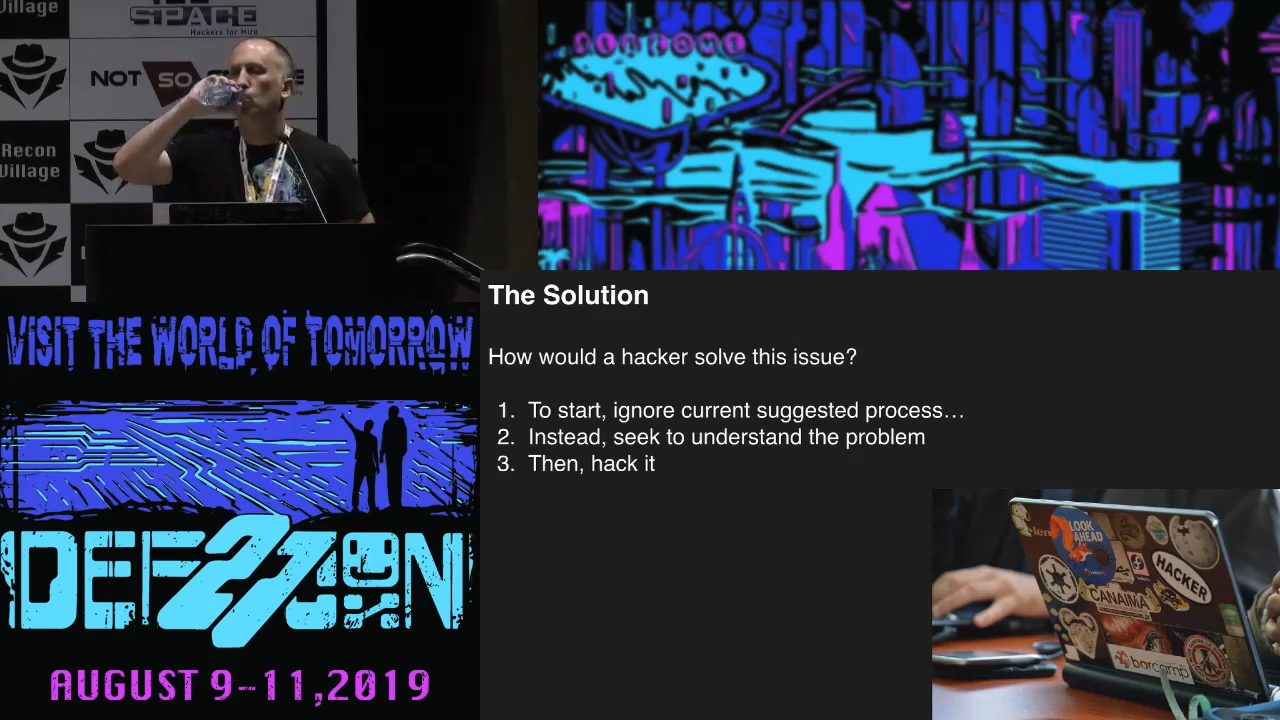 Village
SPACE
Hackers for Hire
NOT SO
Recon
Village
WELCOME
VISIT THE WORLD OF TOMORROW
DEF 27 CON
AUGUST 9-11,2019
The Solution
How would a hacker solve this issue?
1. To start, ignore current suggested process…
2. Instead, seek to understand the problem
3. Then, hack it
LOOK
AHEAD
HACKER
CANAIMA
barcamp